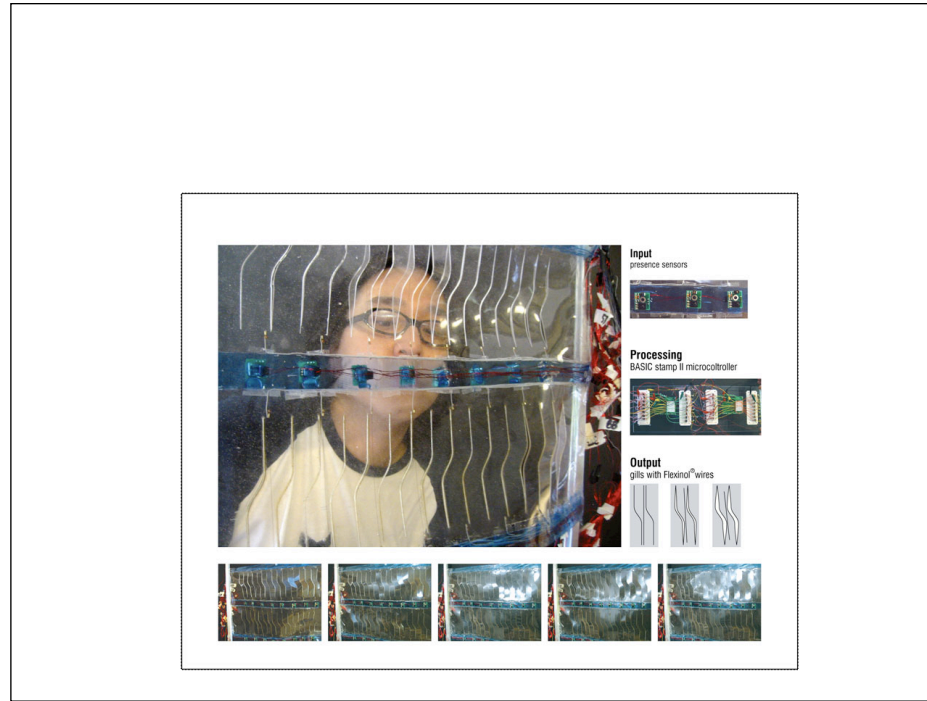 Input
presence sensors
Processing
BASIC stamp II microcoltroller
Output
gills with Flexinol® wires